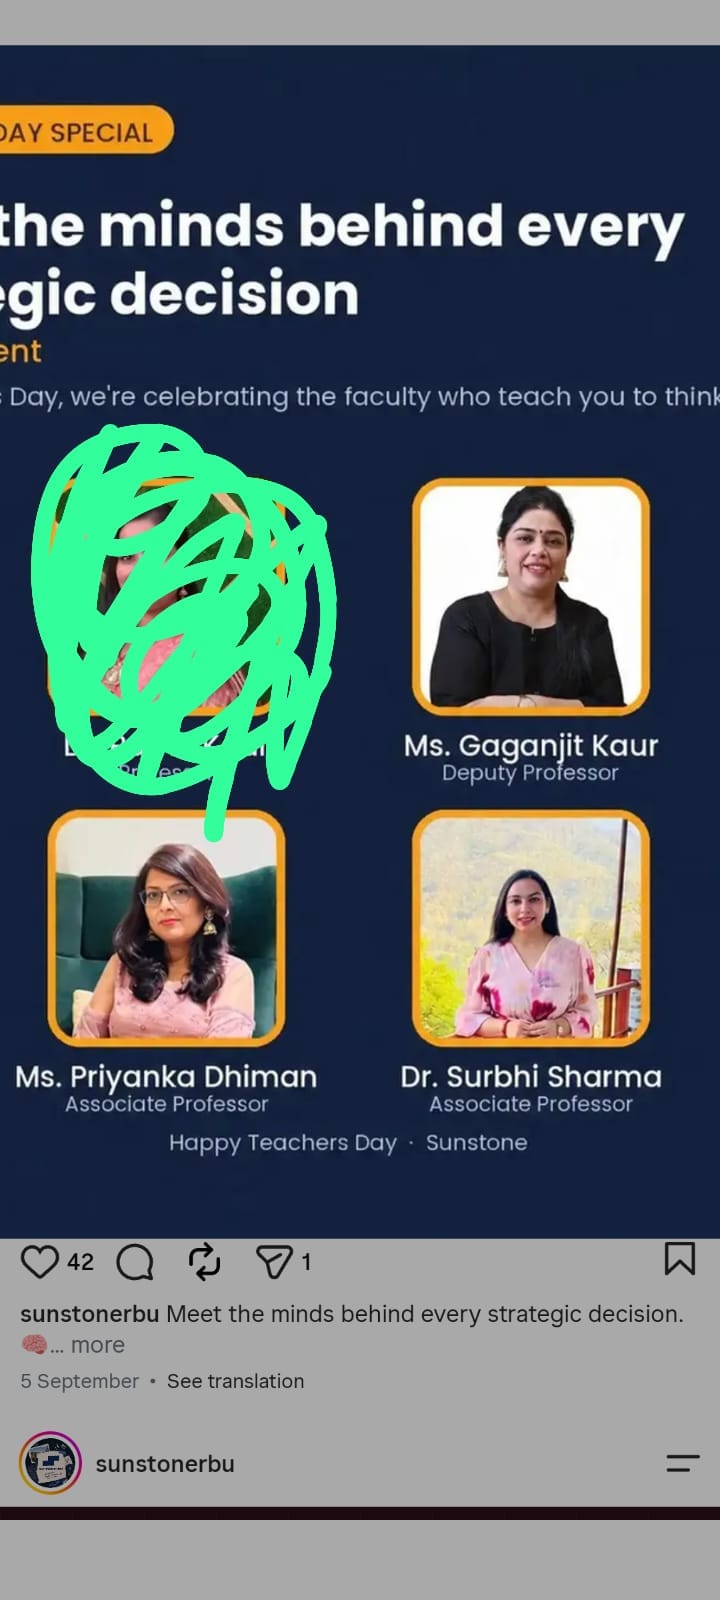 DAY SPECIAL
the minds behind every
egic decision
ent
s Day, we're celebrating the faculty who teach you to think
Ms. Gaganjit Kaur
Deputy Professor
Ms. Priyanka Dhiman
Associate Professor
Dr. Surbhi Sharma
Associate Professor
Happy Teachers Day · Sunstone
42
1
sunstonerbu Meet the minds behind every strategic decision.
🧠... more
5 September • See translation
sunstonerbu